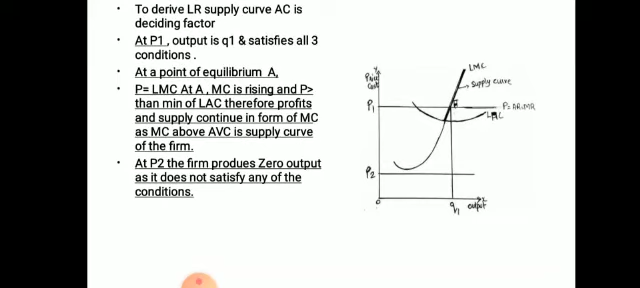 • To derive LR supply curve AC is
deciding factor
• At P1 , output is q1 & satisfies all 3
conditions .
• At a point of equilibrium A,
• P= LMC At A , MC is rising and P>
than min of LAC therefore profits
and supply continue in form of MC
as MC above AVC is supply curve
of the firm.
• At P2 the firm produes Zero output
as it does not satisfy any of the
conditions.
Y
Price
Cost
LMC
supply curve
P1
P=AR=MR
LAC
P2
0
q1
output
X